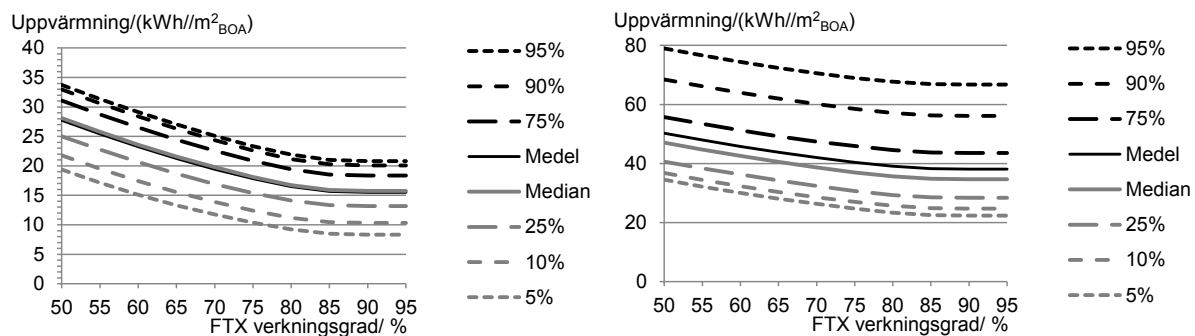 Uppvärmning/(kWh//m²BOA)
40
35
30
25
20
15
10
5
0
50 55 60 65 70 75 80 85 90 95
FTX verkningsgrad/ %
95%
90%
75%
Medel
Median
25%
10%
5%
Uppvärmning/(kWh//m²BOA)
80
60
40
20
0
50 55 60 65 70 75 80 85 90 95
FTX verkningsgrad/ %
95%
90%
75%
Medel
Median
25%
10%
5%